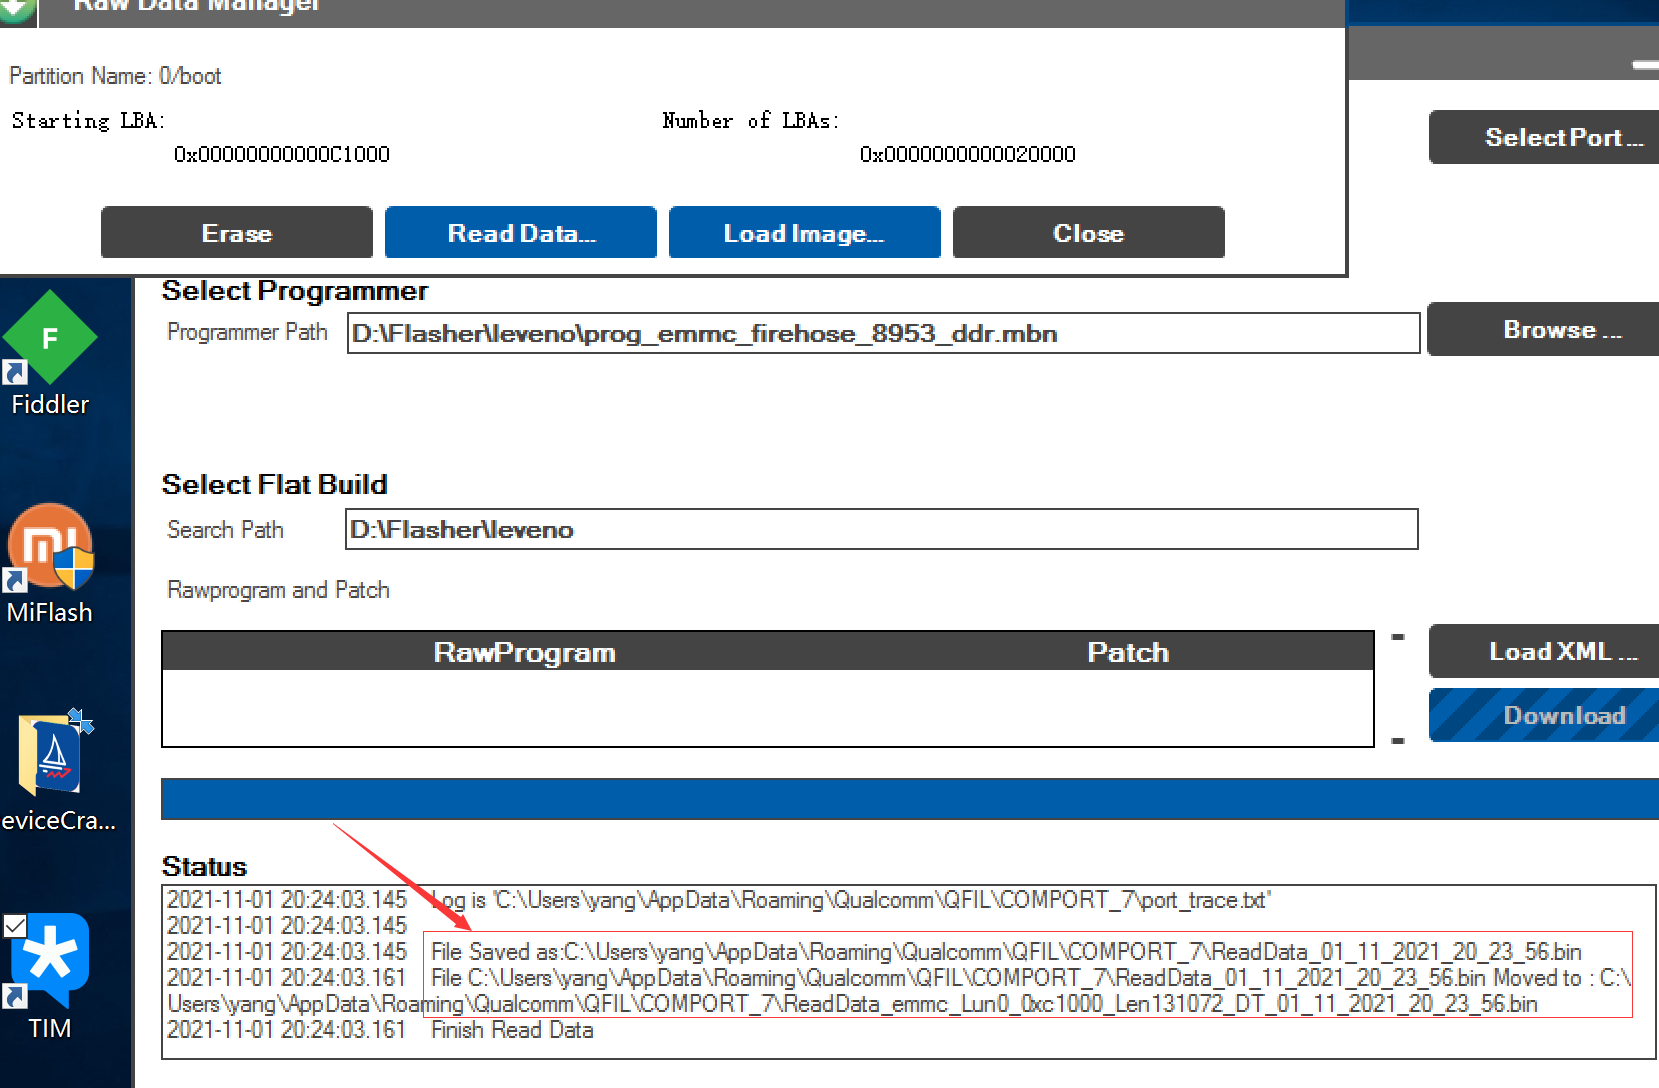 Raw Data Manager
Partition Name: 0/boot
Starting LBA:
Number of LBAs:
0x00000000000C1000
0x0000000000020000
Select Port ...
Erase
Read Data...
Load Image...
Close
Select Programmer
Programmer Path
D:\Flasher\leveno\prog_emmc_firehose_8953_ddr.mbn
Browse ...
F
Fiddler
Select Flat Build
Search Path
D:\Flasher\leveno
MiFlash
Rawprogram and Patch
RawProgram
Patch
Load XML ...
Download
eviceCra...
Status
2021-11-01 20:24:03.145 Log is 'C:\Users\yang\AppData\Roaming\Qualcomm\QFIL\COMPORT_7\port_trace.txt'
2021-11-01 20:24:03.145
2021-11-01 20:24:03.145 File Saved as:C:\Users\yang\AppData\Roaming\Qualcomm\QFIL\COMPORT_7\ReadData_01_11_2021_20_23_56.bin
2021-11-01 20:24:03.161 File C:\Users\yang\AppData\Roaming\Qualcomm\QFIL\COMPORT_7\ReadData_01_11_2021_20_23_56.bin Moved to : C:\
Users\yang\AppData\Roaming\Qualcomm\QFIL\COMPORT_7\ReadData_emmc_Lun0_0xc1000_Len131072_DT_01_11_2021_20_23_56.bin
2021-11-01 20:24:03.161 Finish Read Data
TIM